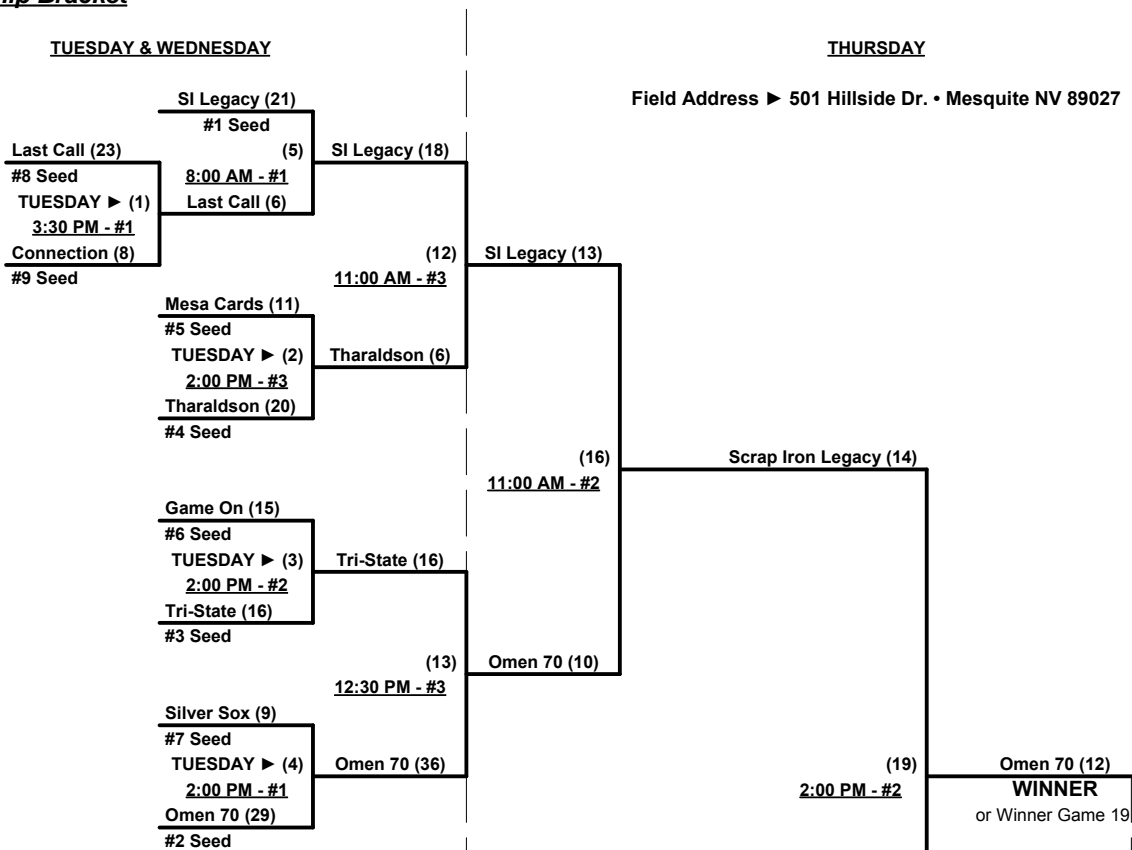 TUESDAY & WEDNESDAY
THURSDAY
Field Address ► 501 Hillside Dr. • Mesquite NV 89027
SI Legacy (21)
#1 Seed
Last Call (23)
(5)
SI Legacy (18)
#8 Seed
8:00 AM - #1
TUESDAY ► (1)
Last Call (6)
3:30 PM - #1
Connection (8)
(12)
SI Legacy (13)
#9 Seed
11:00 AM - #3
Mesa Cards (11)
#5 Seed
TUESDAY ► (2)
Tharaldson (6)
2:00 PM - #3
Tharaldson (20)
#4 Seed
(16)
Scrap Iron Legacy (14)
11:00 AM - #2
Game On (15)
#6 Seed
TUESDAY ► (3)
Tri-State (16)
2:00 PM - #2
Tri-State (16)
#3 Seed
(13)
Omen 70 (10)
12:30 PM - #3
Silver Sox (9)
#7 Seed
TUESDAY ► (4)
Omen 70 (36)
(19)
Omen 70 (12)
2:00 PM - #1
2:00 PM - #2
WINNER
Omen 70 (29)
or Winner Game 19
#2 Seed